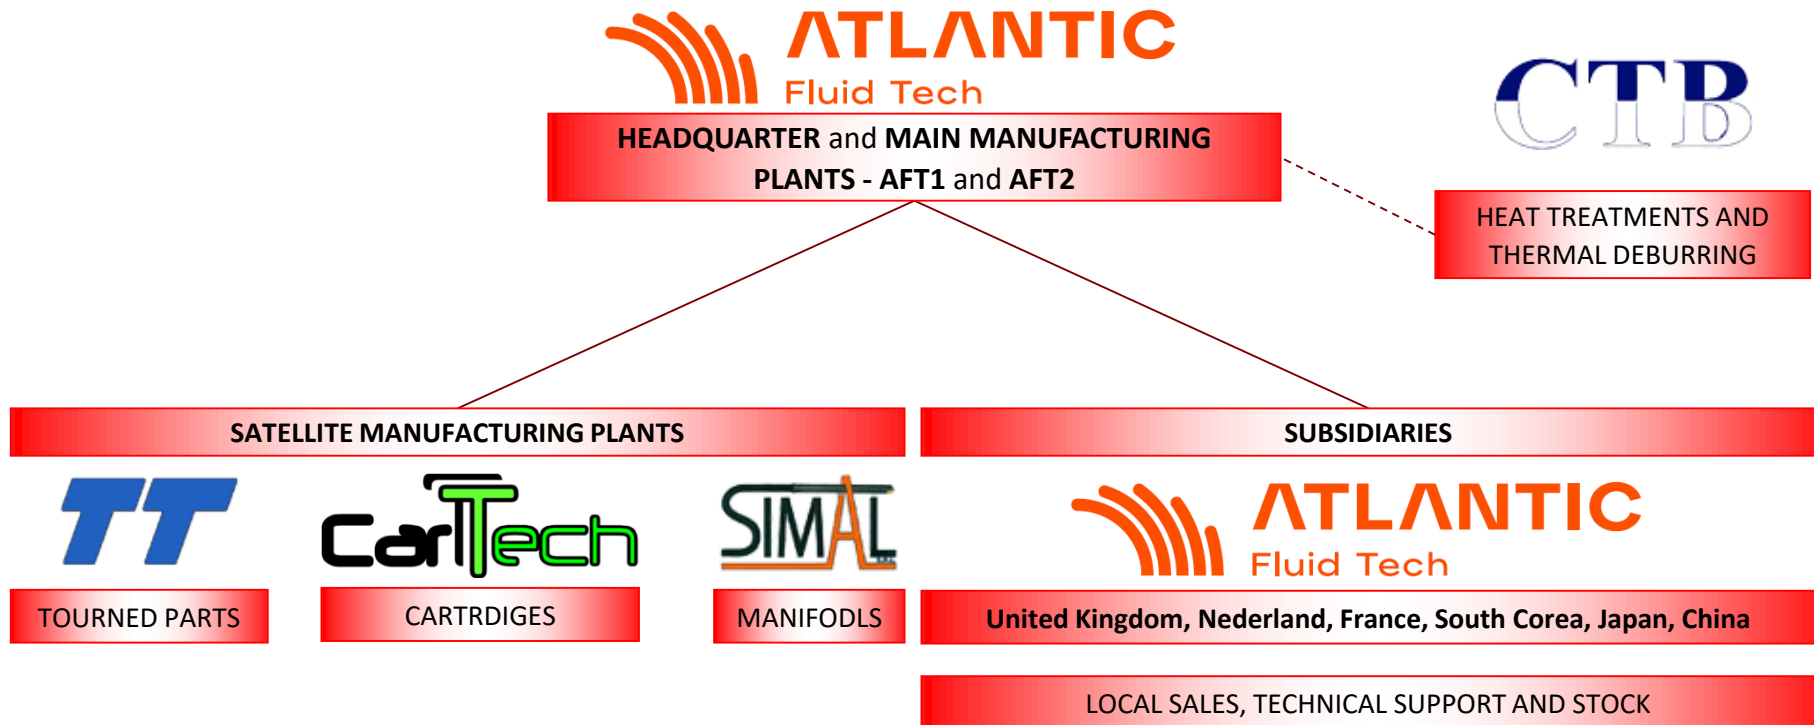 ATLANTIC
Fluid Tech
CTB
HEADQUARTER and MAIN MANUFACTURING
PLANTS - AFT1 and AFT2
HEAT TREATMENTS AND
THERMAL DEBURRING
SATELLITE MANUFACTURING PLANTS
SUBSIDIARIES
TT
CartTech
SIMAL
ATLANTIC
Fluid Tech
TOURNED PARTS
CARTRDIGES
MANIFODLS
United Kingdom, Nederland, France, South Corea, Japan, China
LOCAL SALES, TECHNICAL SUPPORT AND STOCK